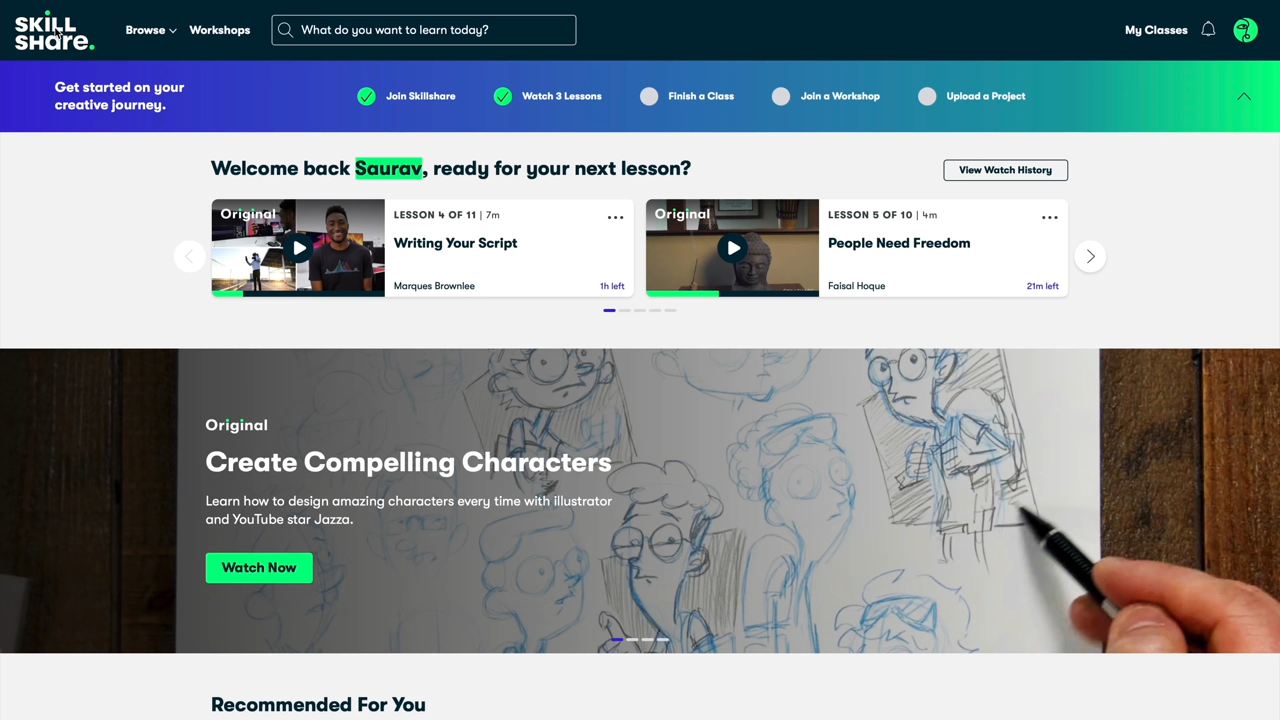 SKILL
SHare.
Browse
Workshops
What do you want to learn today?
My Classes
Get started on your
creative journey.
Join Skillshare
Watch 3 Lessons
Finish a Class
Join a Workshop
Upload a Project
Welcome back Saurav, ready for your next lesson?
View Watch History
Original
LESSON 4 OF 11 | 7m
Writing Your Script
Marques Brownlee
1h left
Original
LESSON 5 OF 10 | 4m
People Need Freedom
Faisal Hoque
21m left
Original
Create Compelling Characters
Learn how to design amazing characters every time with illustrator
and YouTube star Jazza.
Watch Now
Recommended For You